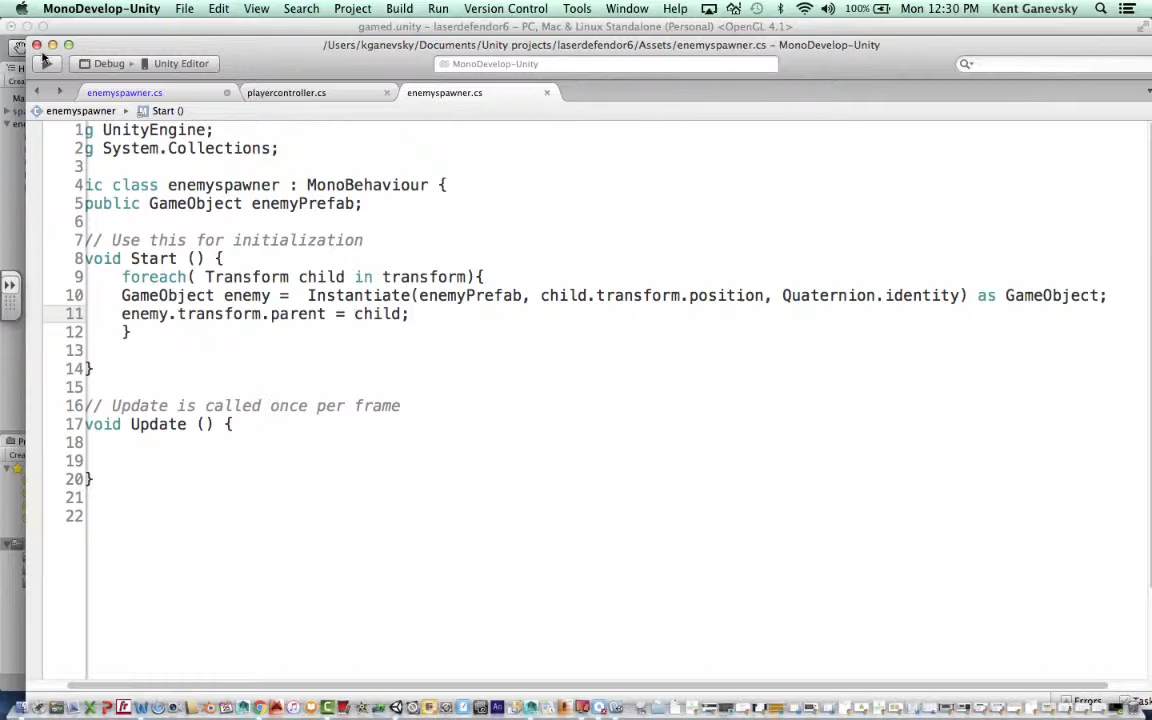 MonoDevelop-Unity File Edit View Search Project Build Run Version Control Tools Window Help 100% Mon 12:30 PM Kent Ganevsky
gamed.unity - laserdefendor6 - PC, Mac & Linux Standalone (Personal) <OpenGL 4.1>
/Users/kganevsky/Documents/Unity projects/laserdefendor6/Assets/enemyspawner.cs - MonoDevelop-Unity
Debug Unity Editor MonoDevelop-Unity
enemyspawner.cs playercontroller.cs enemyspawner.cs
enemyspawner Start ()
1g UnityEngine;
2g System.Collections;
3
4ic class enemyspawner : MonoBehaviour {
5public GameObject enemyPrefab;
6
7// Use this for initialization
8void Start () {
9 foreach( Transform child in transform){
10 GameObject enemy =  Instantiate(enemyPrefab, child.transform.position, Quaternion.identity) as GameObject;
11 enemy.transform.parent = child;
12 }
13
14}
15
16// Update is called once per frame
17void Update () {
18
19
20}
21
22
Errors Task